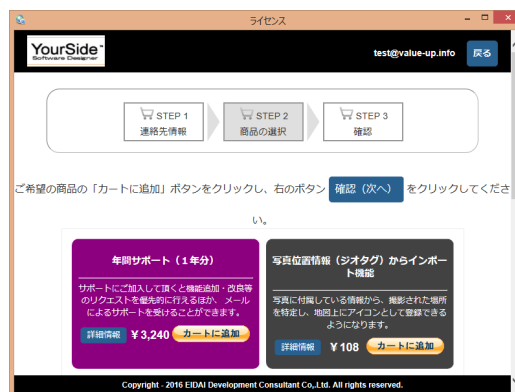 ライセンス
YourSide™
Software Designer
test@value-up.info
戻る
STEP 1
連絡先情報
STEP 2
商品の選択
STEP 3
確認
ご希望の商品の「カートに追加」ボタンをクリックし、右のボタン 確認(次へ) をクリックしてくださ
い。
年間サポート(1年分)
サポートにご加入して頂くと機能追加・改良等
のリクエストを優先的に行えるほか、メール
によるサポートを受けることができます。
詳細情報 ¥3,240 カートに追加
写真位置情報(ジオタグ)からインポー
ト機能
写真に付属している情報から、撮影された場所
を特定し、地図上にアイコンとして登録できる
ようになります。
詳細情報 ¥108 カートに追加
Copyright - 2016 EIDAI Development Consultant Co,.Ltd. All rights reserved.